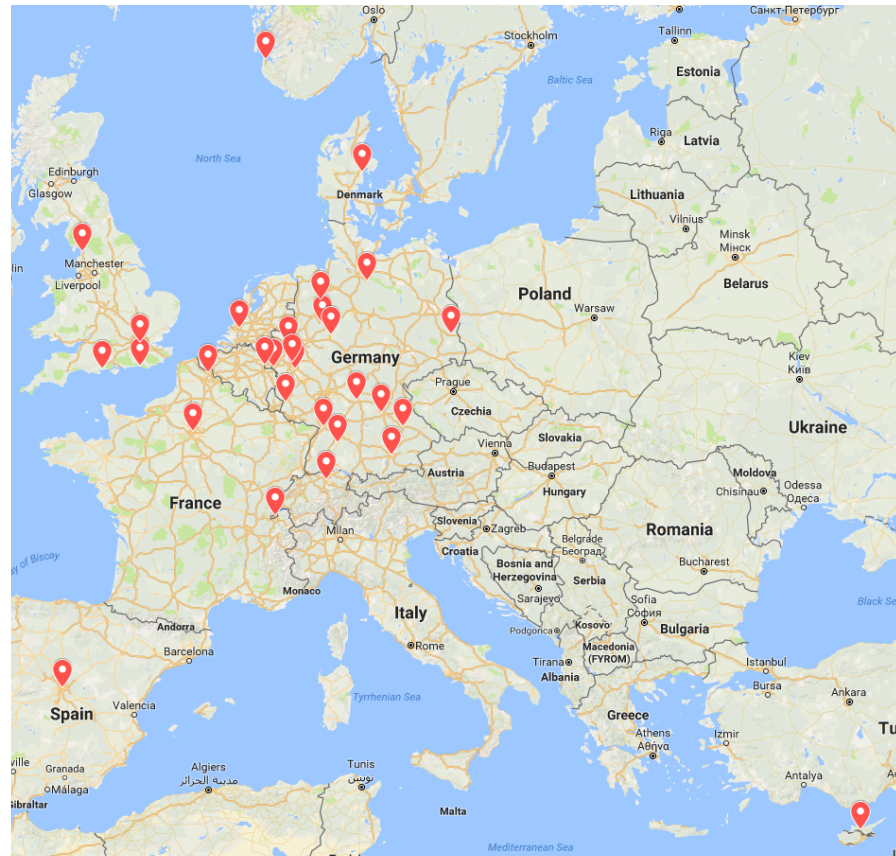 Oslo
Санкт-Петербург
Stockholm
Tallinn
Estonia
Baltic Sea
Riga
Latvia
North Sea
Edinburgh
Glasgow
Denmark
Lithuania
Vilnius
Minsk
Мінск
Belarus
Manchester
Liverpool
Poland
Warsaw
Germany
Kiev
Київ
Prague
Czechia
Ukraine
Slovakia
Vienna
Budapest
Austria
Hungary
Moldova
Chisinau
Odessa
Одеса
France
Milan
Slovenia
Zagreb
Croatia
Romania
Belgrade
Београд
Bosnia and
Herzegovina
Serbia
Sarajevo
Bucharest
ay of Biscay
Monaco
Italy
Sofia
София
Black Se
Andorra
Kosovo
Podgorica
Bulgaria
Barcelona
Rome
Macedonia
(FYROM)
Tirana
Albania
Istanbul
Bursa
Ankara
Tyrrhenian Sea
Spain
Valencia
Greece
Athens
Αθήνα
Izmir
Tu
ville
Granada
Málaga
Gibraltar
Algiers
مدينة الجزائر
Tunis
تونس
Antalya
Malta
Mediterranean Sea